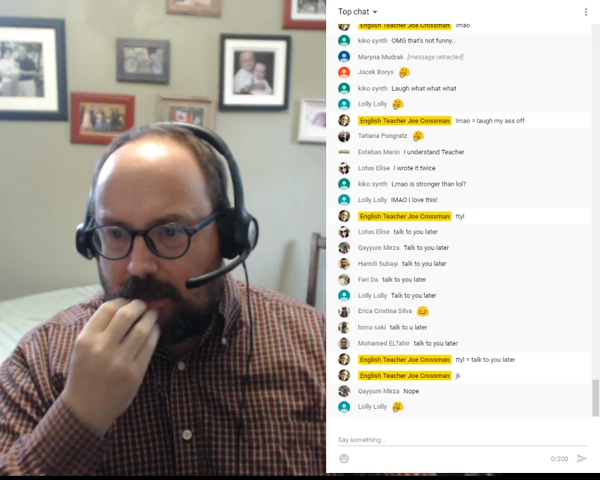 Top chat
English Teacher Joe Crossman lmao
kiko synth OMG that's not funny...
Maryna Mudrak [message retracted]
Jacek Borys
kiko synth Laugh what what what
Lolly Lolly
English Teacher Joe Crossman lmao = laugh my ass off
Tatiana Pongratz
Esteban Marin I understand Teacher
Lotus Elise I wrote it twice
kiko synth Lmao is stronger than lol?
Lolly Lolly lMAO I love this!
English Teacher Joe Crossman ttyl
Lotus Elise talk to you later
Qayyum Mirza Talk to you later
Hamdi Subaşı talk to you later
Fari Da talk to you later
Lolly Lolly Talk to you later
Erica Cristina Silva
hima saki talk to u later
Mohamed ELTahir talk to you later
English Teacher Joe Crossman ttyl = talk to you later
English Teacher Joe Crossman jk
Qayyum Mirza Nope
Lolly Lolly
Say something...
0/200